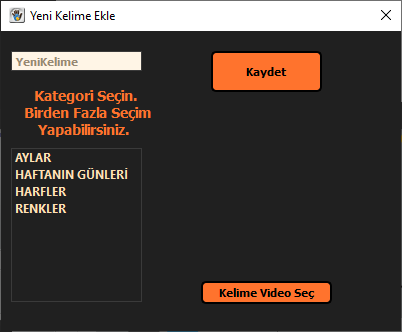 Yeni Kelime Ekle
YeniKelime
Kaydet
Kategori Seçin.
Birden Fazla Seçim
Yapabilirsiniz.
AYLAR
HAFTANIN GÜNLERİ
HARFLER
RENKLER
Kelime Video Seç